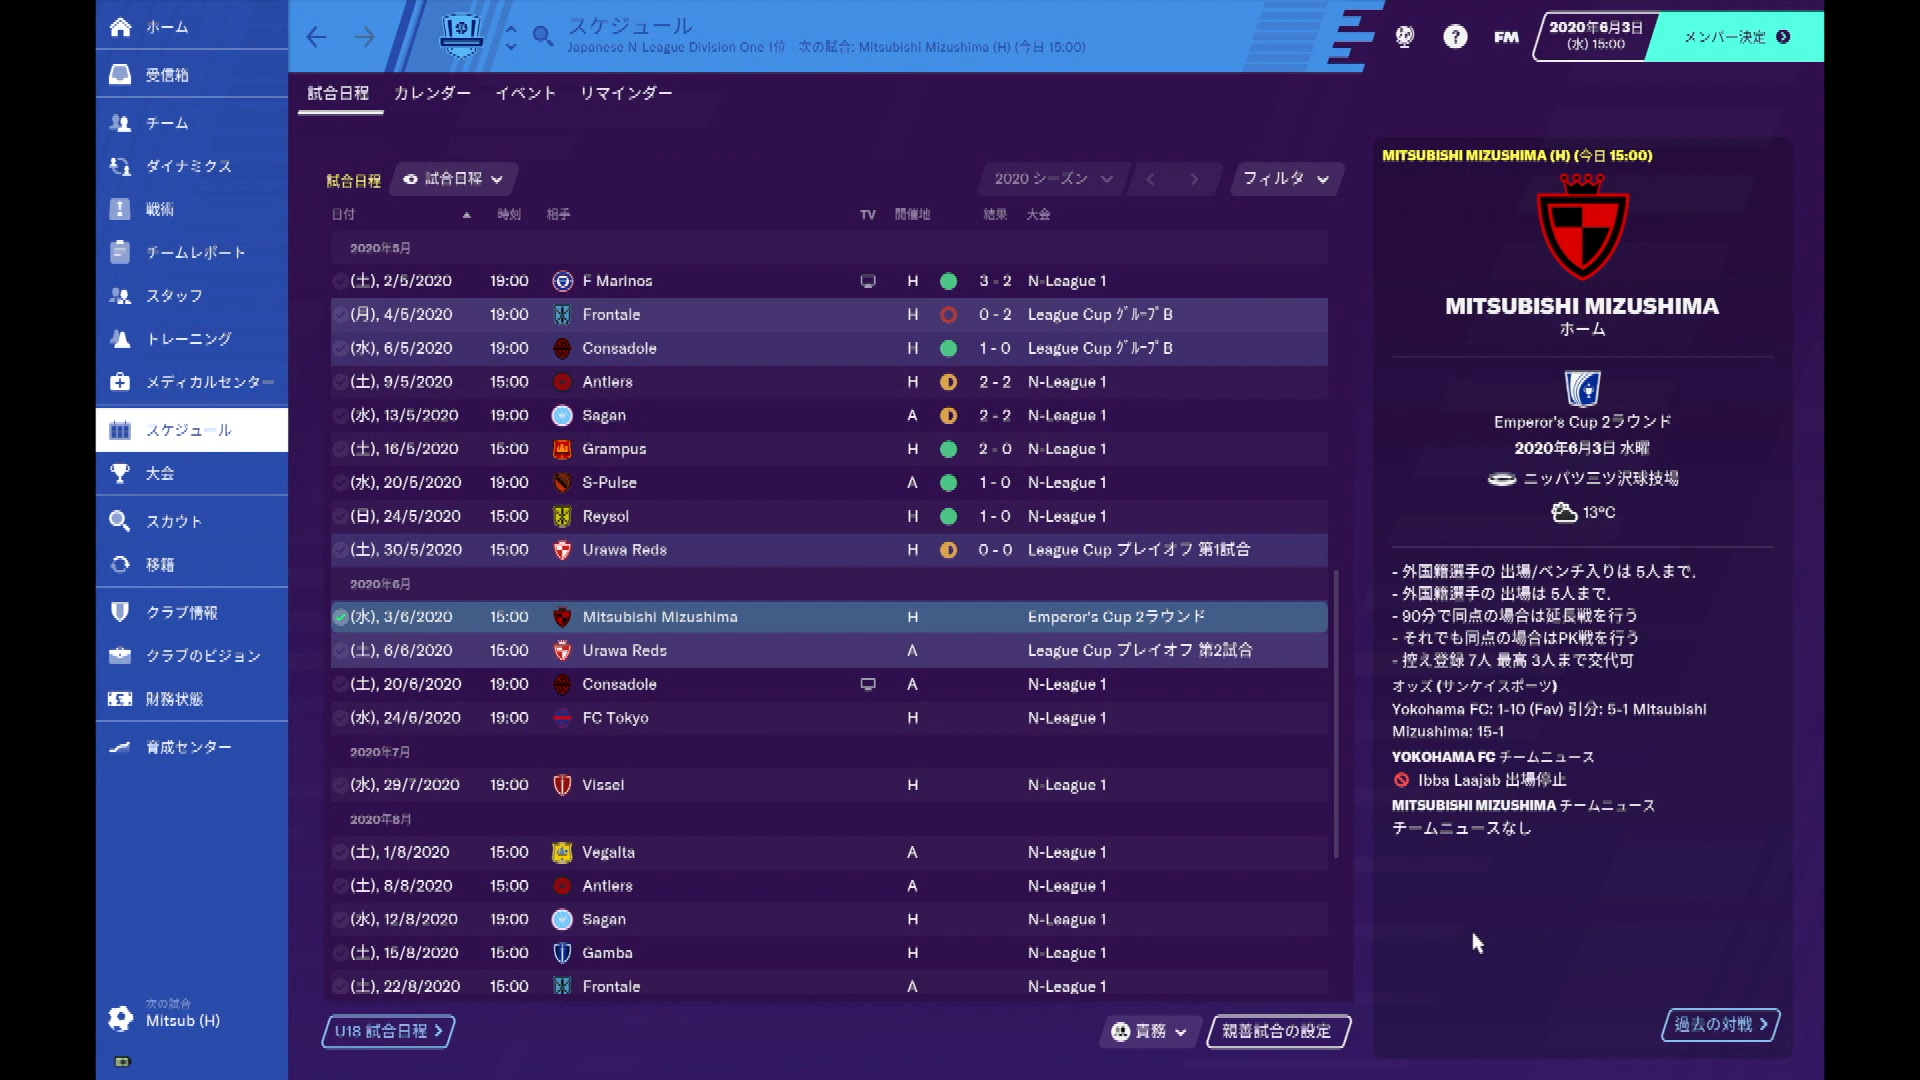 ホーム
受信箱
チーム
ダイナミクス
戦術
チームレポート
スタッフ
トレーニング
メディカルセンター
スケジュール
大会
スカウト
移籍
クラブ情報
クラブのビジョン
財務状態
育成センター
次の試合
Mitsub (H)
スケジュール
Japanese N League Division One 1位 - 次の試合: Mitsubishi Mizushima (H) (今日 15:00)
FM
2020年6月3日
(水) 15:00
メンバー決定
試合日程 カレンダー イベント リマインダー
試合日程 試合日程 2020 シーズン フィルタ
日付 時刻 相手 TV 開催地 結果 大会
2020年5月
(土), 2/5/2020 19:00 F Marinos H 3 - 2 N-League 1
(月), 4/5/2020 19:00 Frontale H 0 - 2 League Cup ｸﾞﾙｰﾌﾟ B
(水), 6/5/2020 19:00 Consadole H 1 - 0 League Cup ｸﾞﾙｰﾌﾟ B
(土), 9/5/2020 15:00 Antlers H 2 - 2 N-League 1
(水), 13/5/2020 19:00 Sagan A 2 - 2 N-League 1
(土), 16/5/2020 15:00 Grampus H 2 - 0 N-League 1
(水), 20/5/2020 19:00 S-Pulse A 1 - 0 N-League 1
(日), 24/5/2020 15:00 Reysol H 1 - 0 N-League 1
(土), 30/5/2020 15:00 Urawa Reds H 0 - 0 League Cup プレイオフ 第1試合
2020年6月
(水), 3/6/2020 15:00 Mitsubishi Mizushima H Emperor's Cup 2ラウンド
(土), 6/6/2020 15:00 Urawa Reds A League Cup プレイオフ 第2試合
(土), 20/6/2020 19:00 Consadole A N-League 1
(水), 24/6/2020 19:00 FC Tokyo H N-League 1
2020年7月
(水), 29/7/2020 19:00 Vissel H N-League 1
2020年8月
(土), 1/8/2020 15:00 Vegalta A N-League 1
(土), 8/8/2020 15:00 Antlers A N-League 1
(水), 12/8/2020 19:00 Sagan H N-League 1
(土), 15/8/2020 15:00 Gamba H N-League 1
(土), 22/8/2020 15:00 Frontale A N-League 1
U18 試合日程 責務 親善試合の設定
MITSUBISHI MIZUSHIMA (H) (今日 15:00)
MITSUBISHI MIZUSHIMA
ホーム
Emperor's Cup 2ラウンド
2020年6月3日 水曜
ニッパツ三ツ沢球技場
13°C
- 外国籍選手の 出場/ベンチ入りは 5人まで.
- 外国籍選手の 出場は 5人まで.
- 90分で同点の場合は延長戦を行う
- それでも同点の場合はPK戦を行う
- 控え登録 7人 最高 3人まで交代可
オッズ (サンケイスポーツ)
Yokohama FC: 1-10 (Fav) 引分: 5-1 Mitsubishi
Mizushima: 15-1
YOKOHAMA FC チームニュース
Ibba Laajab 出場停止
MITSUBISHI MIZUSHIMA チームニュース
チームニュースなし
過去の対戦